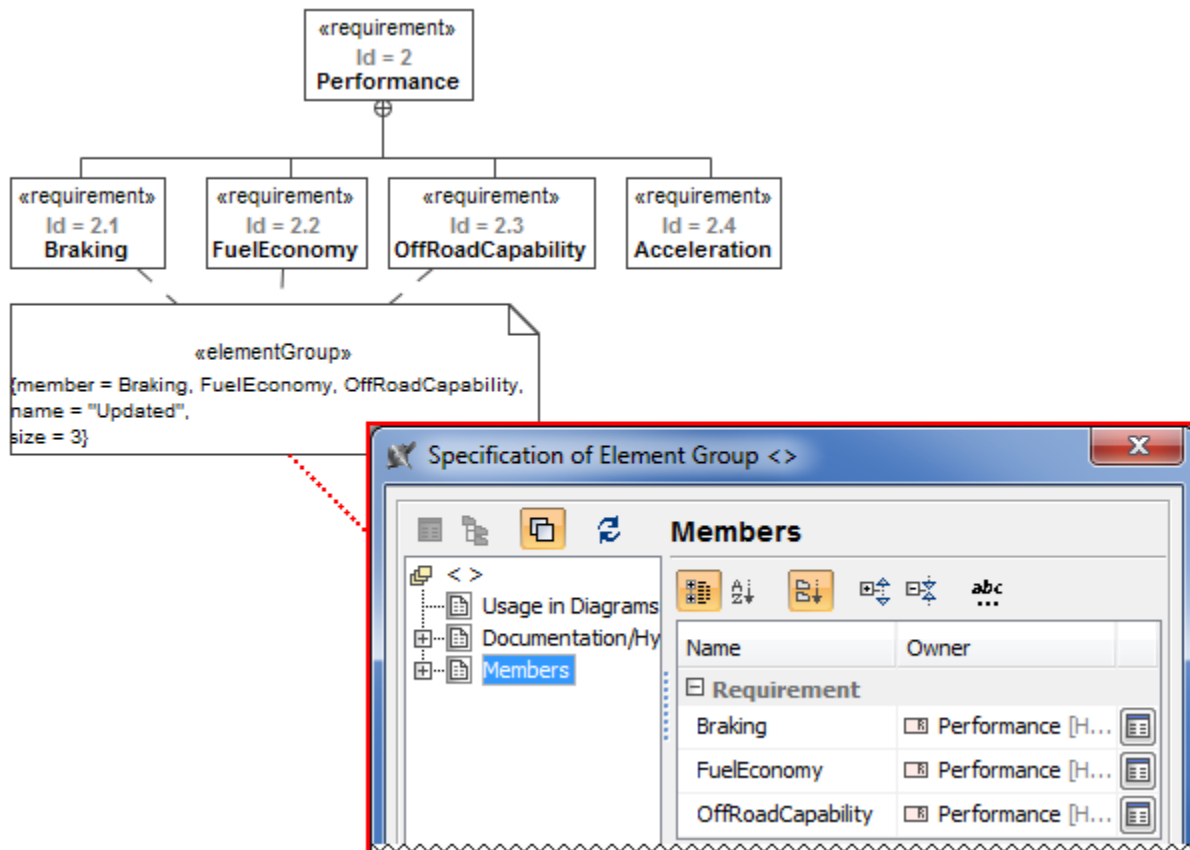 «requirement»
Id = 2
Performance
«requirement»
Id = 2.1
Braking
«requirement»
Id = 2.2
FuelEconomy
«requirement»
Id = 2.3
OffRoadCapability
«requirement»
Id = 2.4
Acceleration
«elementGroup»
{member = Braking, FuelEconomy, OffRoadCapability,
name = "Updated",
size = 3}
Specification of Element Group <>
X
Members
< >
Usage in Diagrams
Documentation/Hy
Members
AZ
abc
...
Name Owner
Requirement
Braking Performance [H...
FuelEconomy Performance [H...
OffRoadCapability Performance [H...